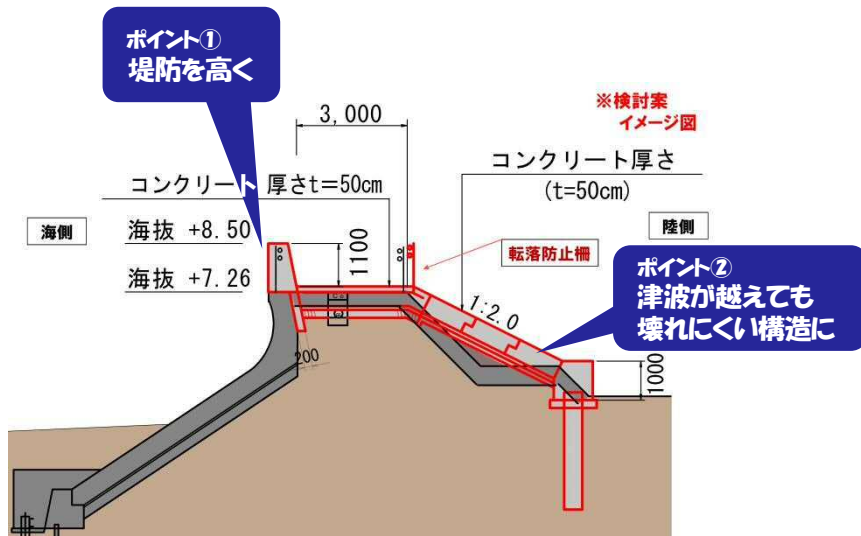 ポイント①
堤防を高く
※検討案
イメージ図
3,000
コンクリート厚さ
(t=50cm)
コンクリート 厚さt=50cm
海側
海抜 +8.50
陸側
1100
転落防止柵
海抜 +7.26
ポイント②
津波が越えても
壊れにくい構造に
1:2.0
200
1000